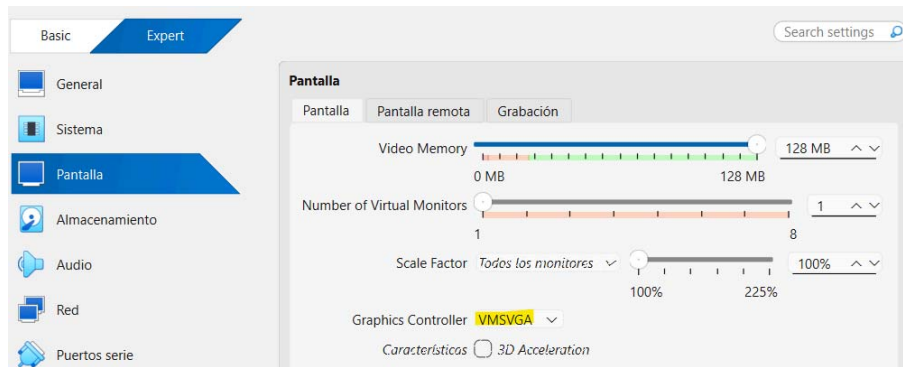 Basic Expert
Search settings
General
Sistema
Pantalla
Almacenamiento
Audio
Red
Puertos serie
Pantalla
Pantalla Pantalla remota Grabación
Video Memory 128 MB
0 MB 128 MB
Number of Virtual Monitors 1
1 8
Scale Factor Todos los monitores 100%
100% 225%
Graphics Controller VMSVGA
Características 3D Acceleration